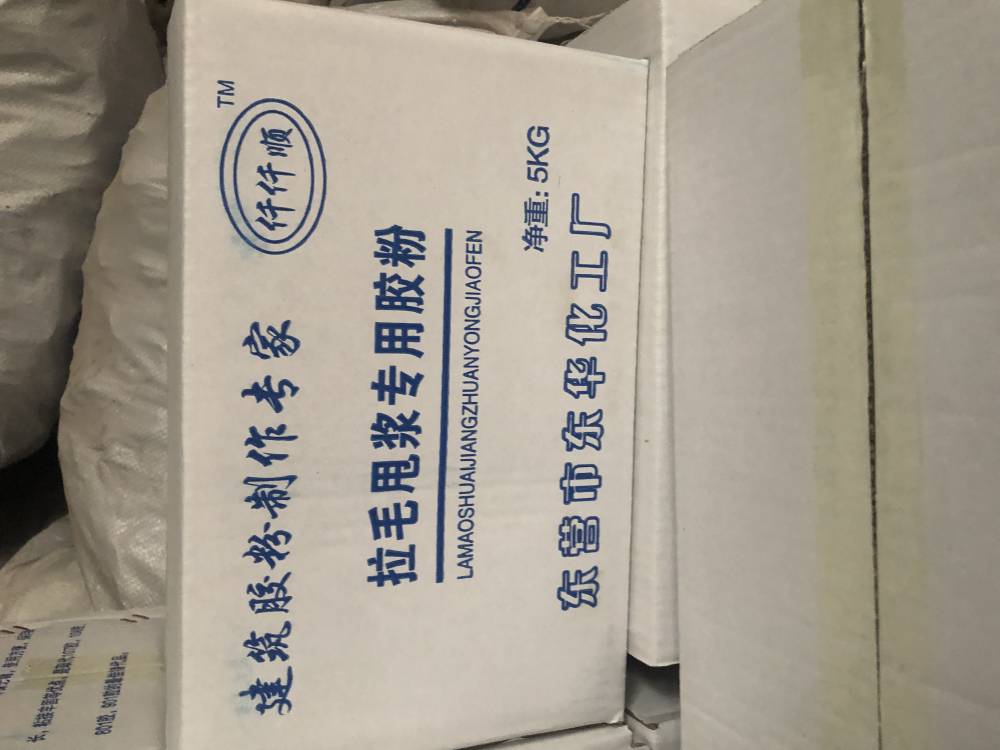 仟仟顺
TM
建筑胶粉制作专家
拉毛甩浆专用胶粉
LAMAOSHUAIJIANGZHUANYONGJIAOFEN
净重：5KG
东营市东华化工厂